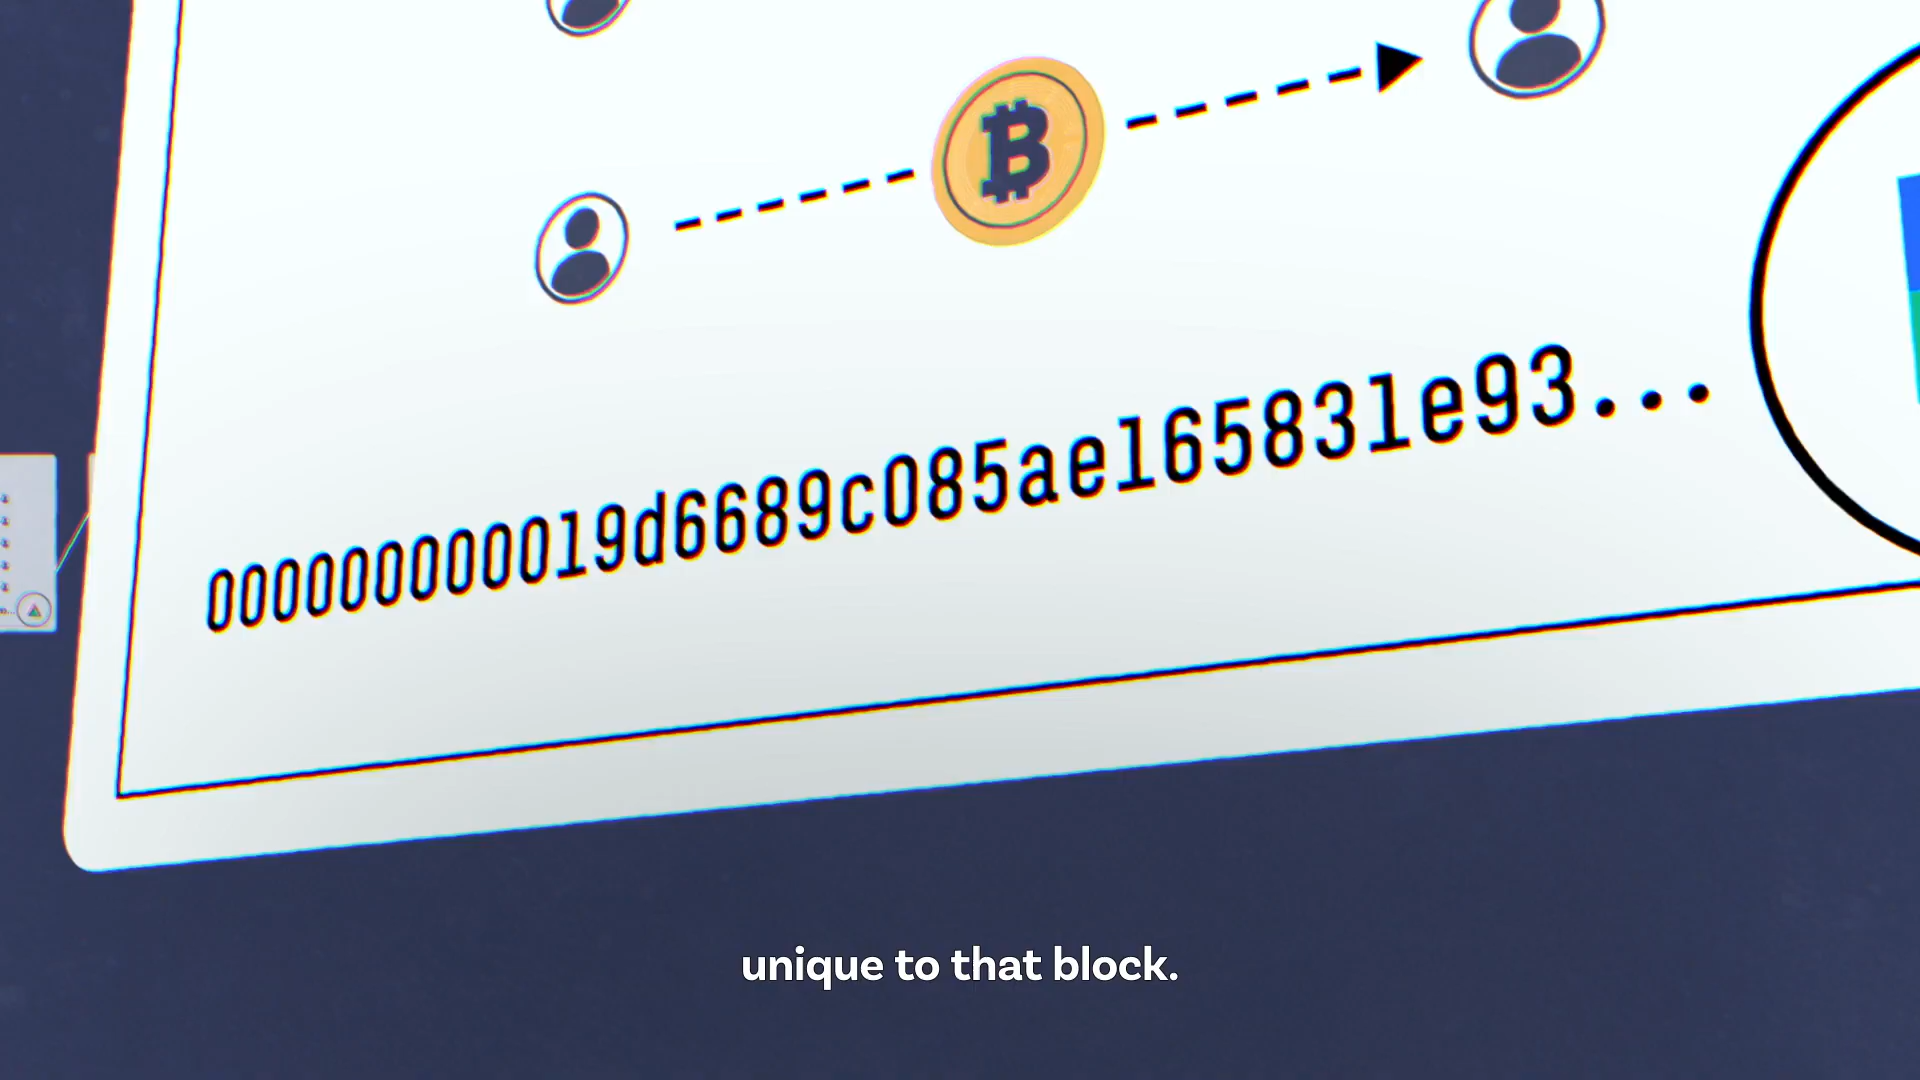 000000000019d6689c085ae165831e93...
unique to that block.